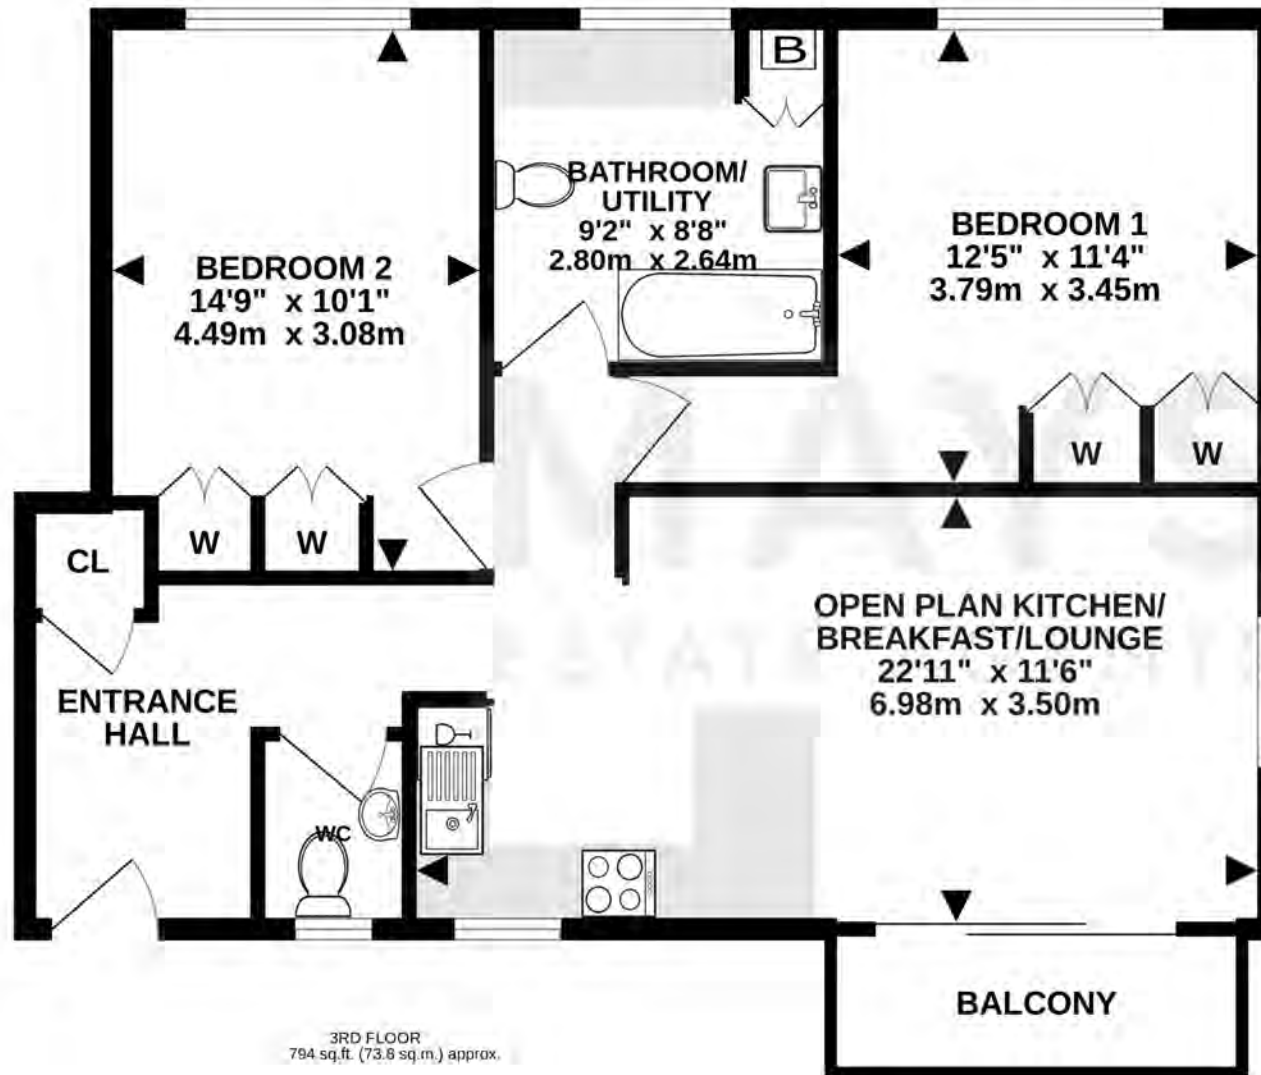 B
BATHROOM/
UTILITY
9'2" x 8'8"
2.80m x 2.64m
BEDROOM 1
12'5" x 11'4"
3.79m x 3.45m
BEDROOM 2
14'9" x 10'1"
4.49m x 3.08m
W
W
W
W
CL
OPEN PLAN KITCHEN/
BREAKFAST/LOUNGE
22'11" x 11'6"
6.98m x 3.50m
ENTRANCE
HALL
WC
BALCONY
3RD FLOOR
794 sq.ft. (73.8 sq.m.) approx.